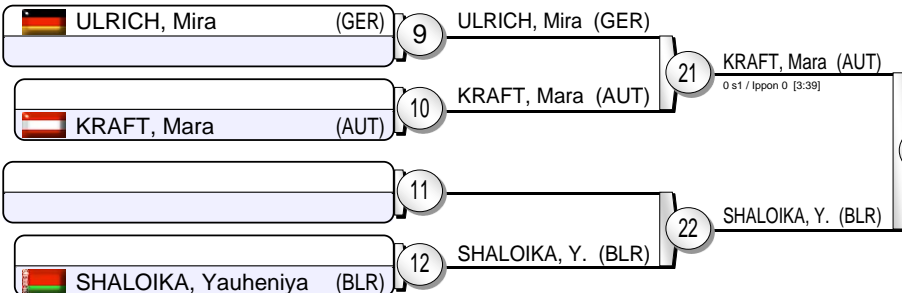 ULRICH, Mira (GER)
9
ULRICH, Mira (GER)
21
KRAFT, Mara (AUT)
0 s1 / Ippon 0 [3:39]
10
KRAFT, Mara (AUT)
KRAFT, Mara (AUT)
11
22
SHALOIKA, Y. (BLR)
12
SHALOIKA, Y. (BLR)
SHALOIKA, Yauheniya (BLR)